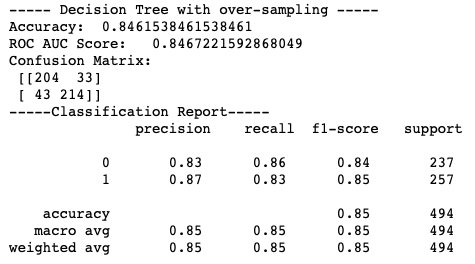 ----- Decision Tree with over-sampling -----
Accuracy:  0.8461538461538461
ROC AUC Score:   0.8467221592868049
Confusion Matrix:
 [[204  33]
 [ 43 214]]
-----Classification Report-----
              precision    recall  f1-score   support

           0       0.83      0.86      0.84       237
           1       0.87      0.83      0.85       257

    accuracy                           0.85       494
   macro avg       0.85      0.85      0.85       494
weighted avg       0.85      0.85      0.85       494